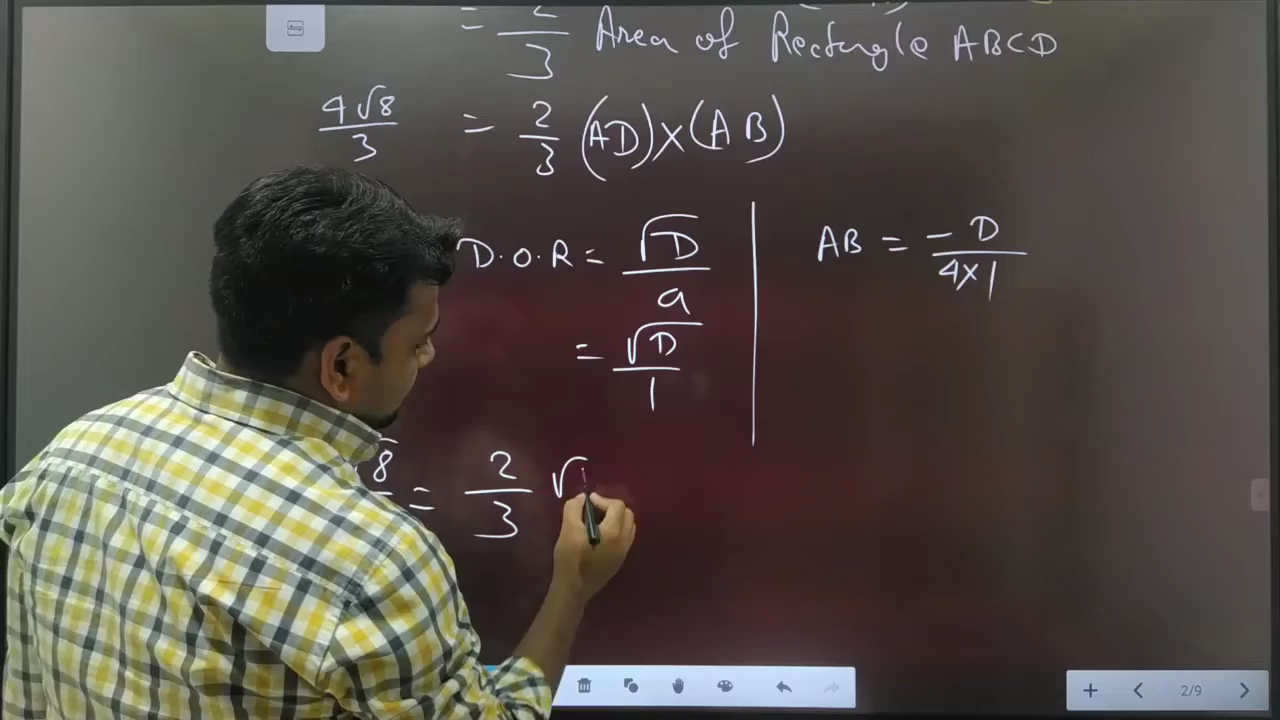 = 2/3 Area of Rectangle ABCD
4√8/3 = 2/3 (AD)×(AB)
D.O.R = √D/a
= √D/1
AB = -D/4×1
√8 = 2/3 √
2/9